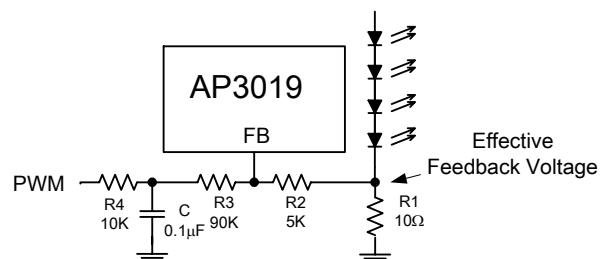 AP3019
FB
Effective
Feedback Voltage
PWM
R4
10K
C
0.1μF
R3
90K
R2
5K
R1
10Ω